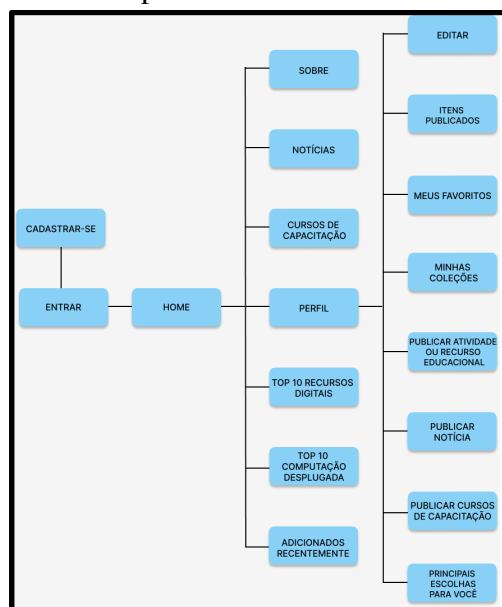 CADASTRAR-SE
ENTRAR
HOME
SOBRE
NOTÍCIAS
CURSOS DE
CAPACITAÇÃO
PERFIL
TOP 10 RECURSOS
DIGITAIS
TOP 10
COMPUTAÇÃO
DESPLUGADA
ADICIONADOS
RECENTEMENTE
EDITAR
ITENS
PUBLICADOS
MEUS FAVORITOS
MINHAS
COLEÇÕES
PUBLICAR ATIVIDADE
OU RECURSO
EDUCACIONAL
PUBLICAR
NOTÍCIA
PUBLICAR CURSOS
DE CAPACITAÇÃO
PRINCIPAIS
ESCOLHAS
PARA VOCÊ